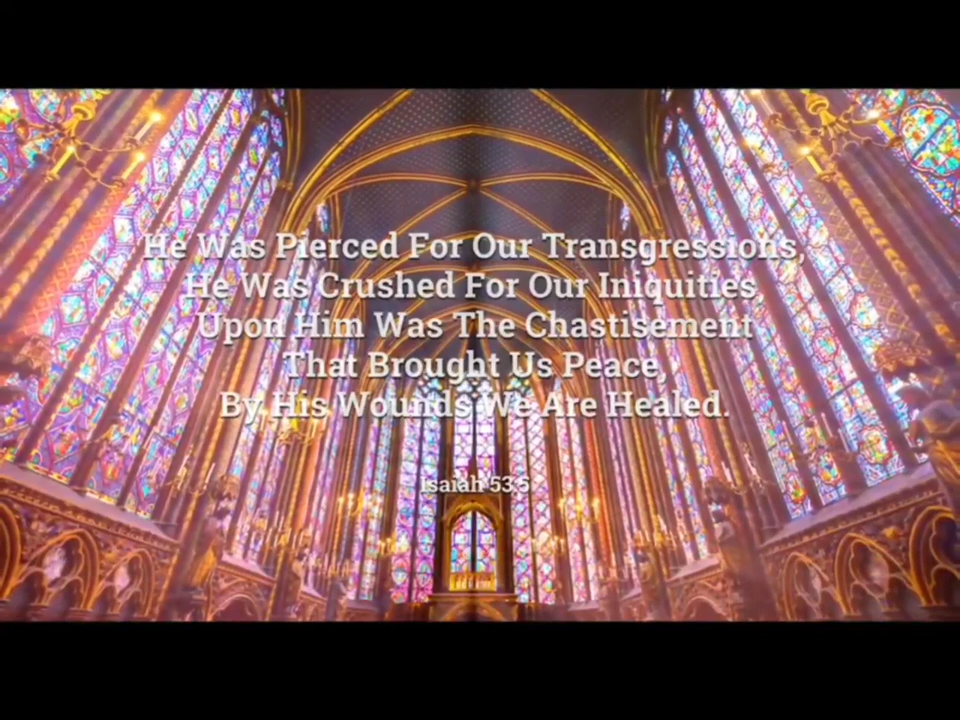 He Was Pierced For Our Transgressions,
He Was Crushed For Our Iniquities
Upon Him Was The Chastisement
That Brought Us Peace,
By His Wounds We Are Healed.
Isaiah 53:5